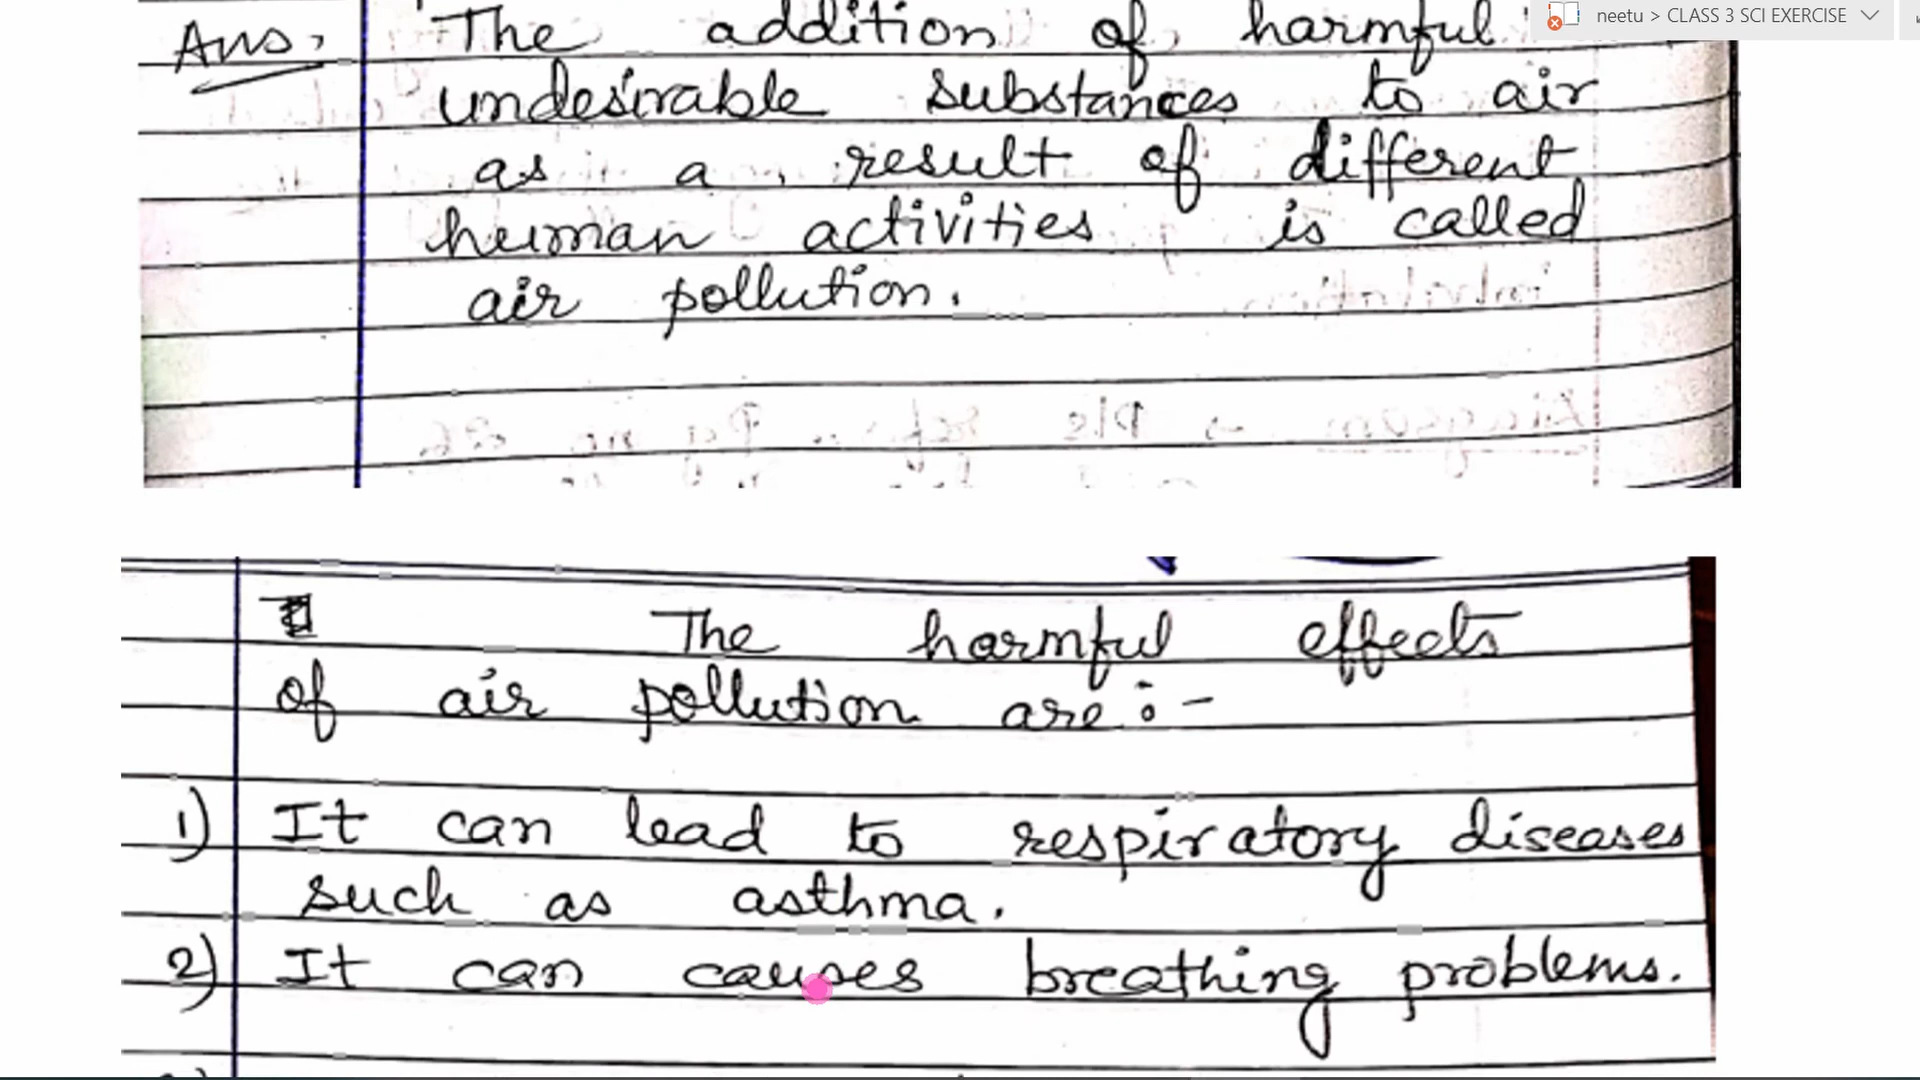 neetu > CLASS 3 SCI EXERCISE
Ans, The addition of harmful
undesirable substances to air
as a result of different
human activities is called
air pollution.
The harmful effects
of air pollution are :-
1) It can lead to respiratory diseases
such as asthma.
2) It can causes breathing problems.